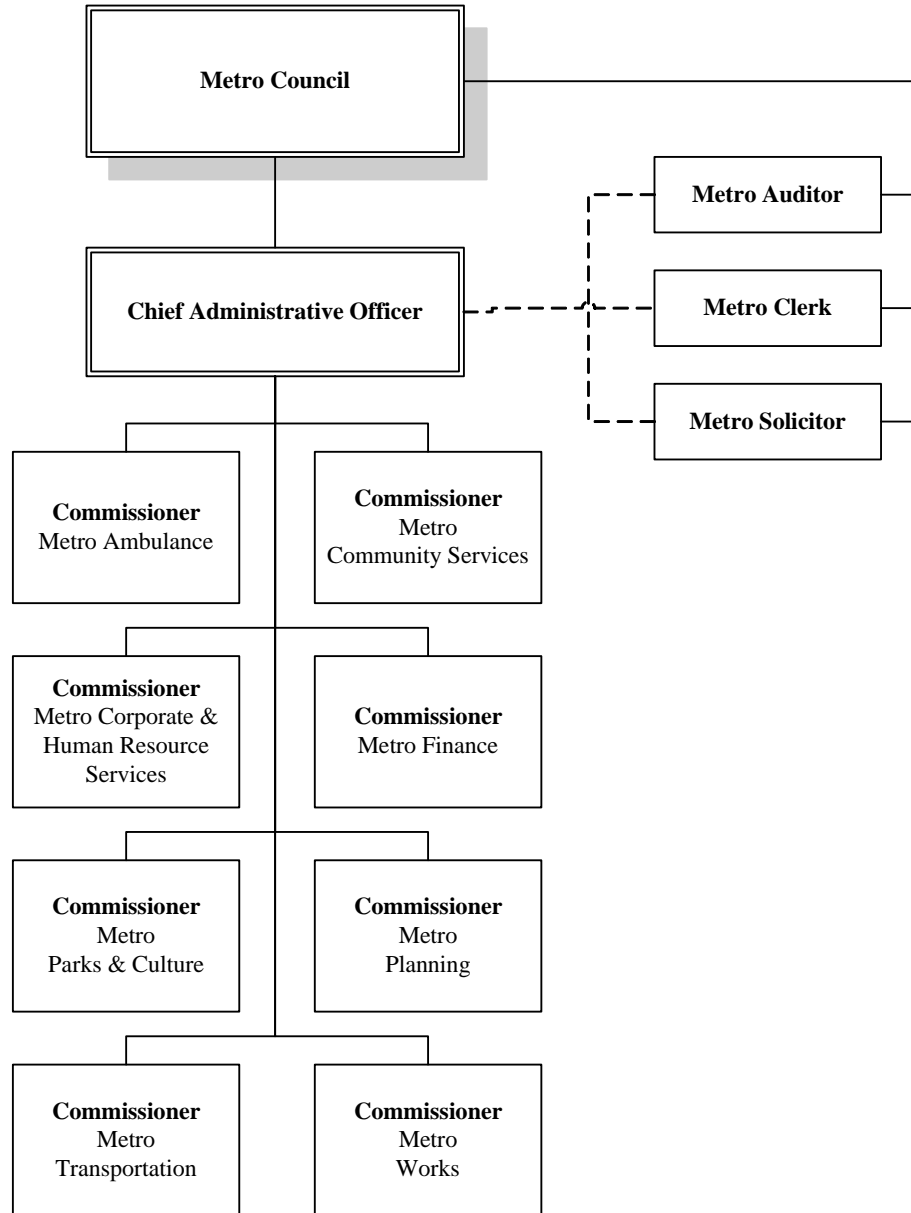 Metro Council
Metro Auditor
Chief Administrative Officer
Metro Clerk
Metro Solicitor
Commissioner
Metro Ambulance
Commissioner
Metro
Community Services
Commissioner
Metro Corporate &
Human Resource
Services
Commissioner
Metro Finance
Commissioner
Metro
Parks & Culture
Commissioner
Metro
Planning
Commissioner
Metro
Transportation
Commissioner
Metro
Works